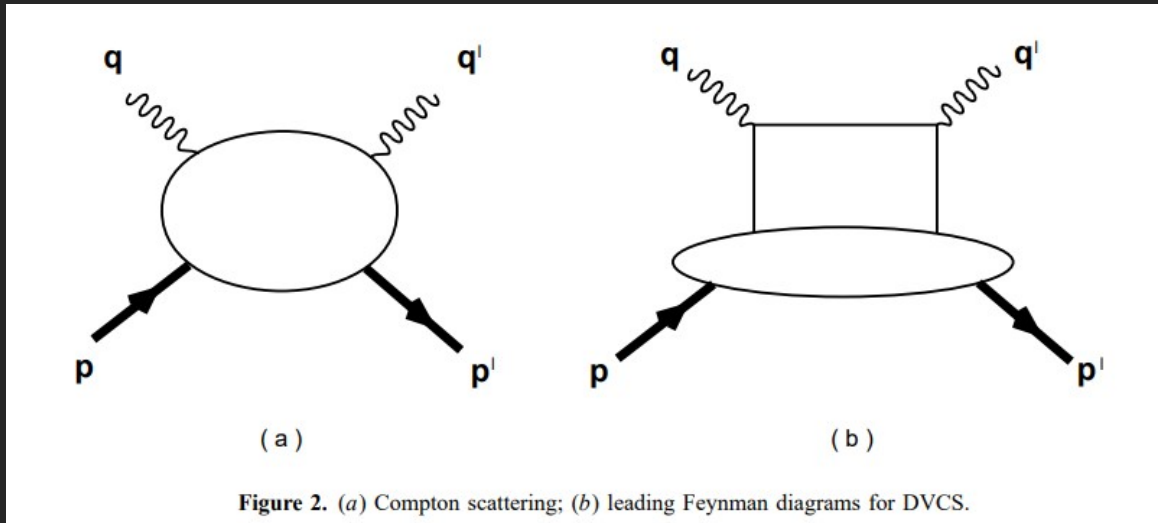 q q' q q'
p p' p p'
(a) (b)
Figure 2. (a) Compton scattering; (b) leading Feynman diagrams for DVCS.